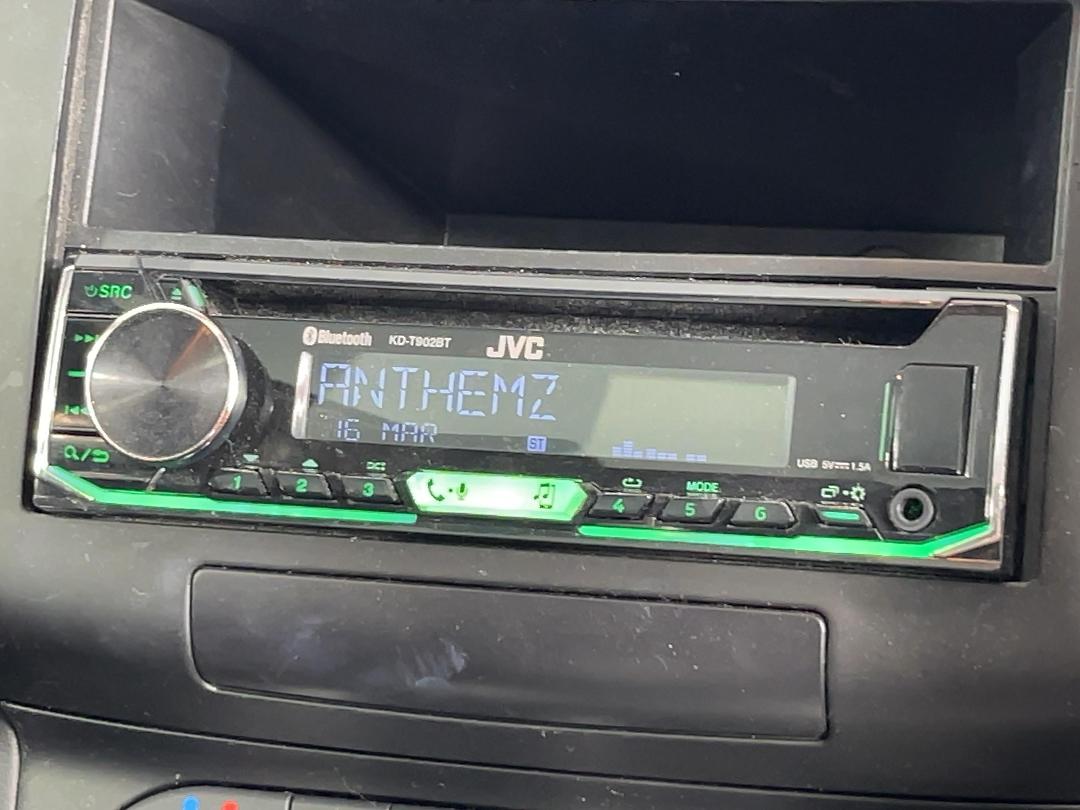 SRC
Bluetooth KD-T902BT JVC
ANTHEMZ
16 MAR ST
USB 5V 1.5A
1 2 3 4 5 6
MODE